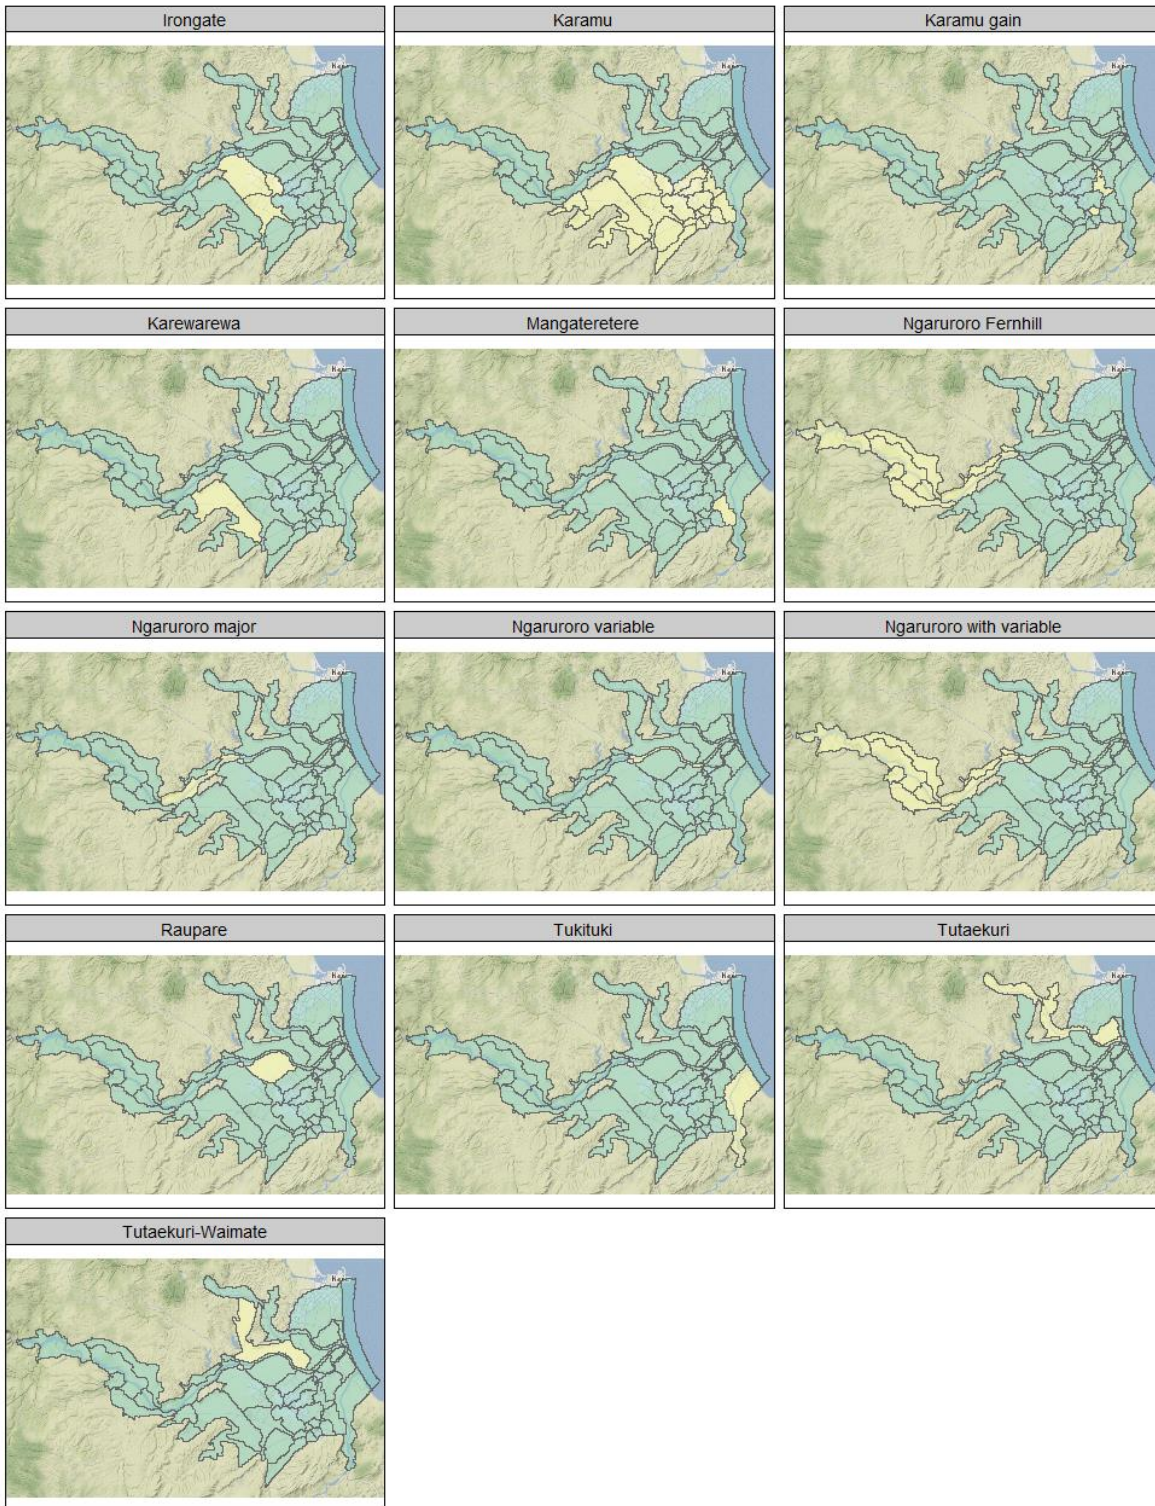 Irongate
Karamu
Karamu gain
Karewarewa
Mangateretere
Ngaruroro Fernhill
Ngaruroro major
Ngaruroro variable
Ngaruroro with variable
Raupare
Tukituki
Tutaekuri
Tutaekuri-Waimate